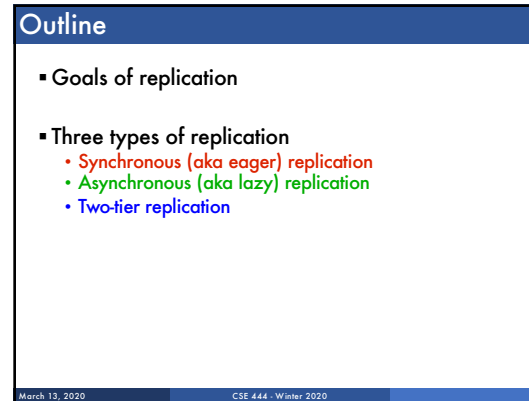 Outline
▪ Goals of replication
▪ Three types of replication
• Synchronous (aka eager) replication
• Asynchronous (aka lazy) replication
• Two-tier replication
March 13, 2020 CSE 444 - Winter 2020